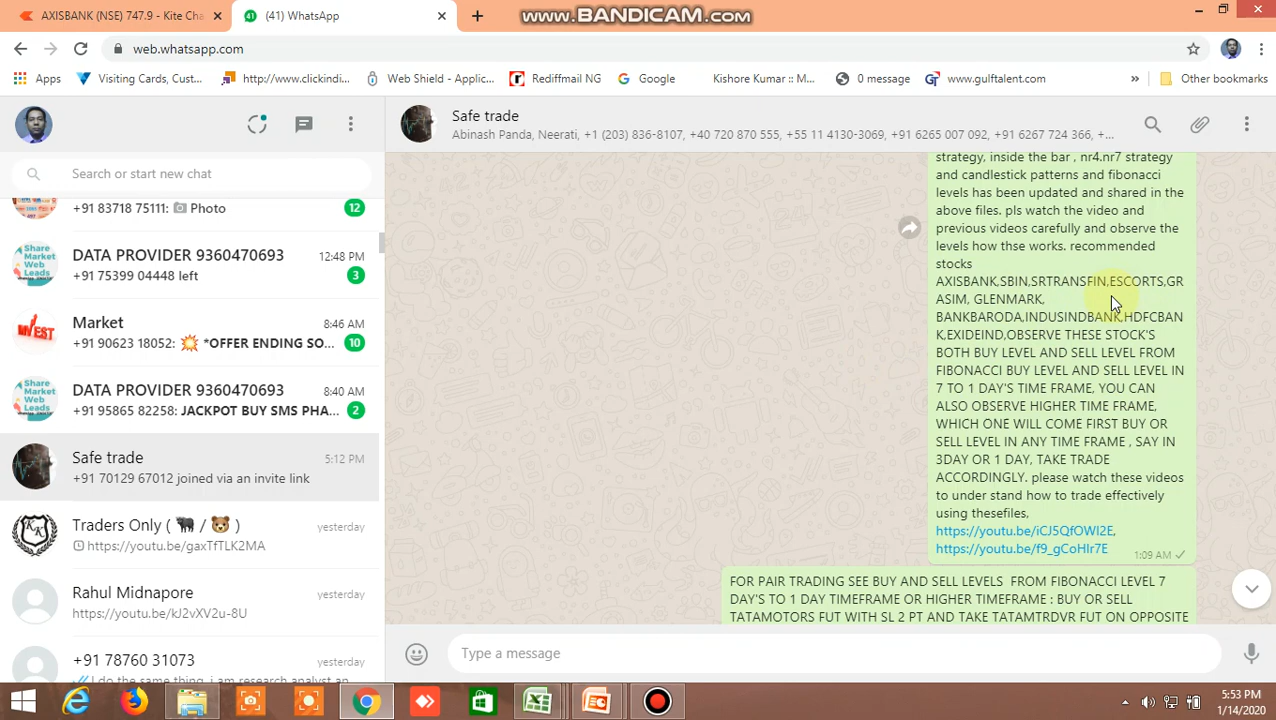 AXISBANK (NSE) 747.9 - Kite Cha
(41) WhatsApp
www.BANDICAM.com
web.whatsapp.com
Apps
Visiting Cards, Cust...
http://www.clickindi...
Web Shield - Applic...
Rediffmail NG
Google
Kishore Kumar :: M...
0 message
www.gulftalent.com
»
Other bookmarks
Safe trade
Abinash Panda, Neerati, +1 (203) 836-8107, +40 720 870 555, +55 11 4130-3069, +91 6265 007 092, +91 6267 724 366, +...
Search or start new chat
+91 83718 75111: Photo
12
DATA PROVIDER 9360470693
12:48 PM
+91 75399 04448 left
3
Market
8:46 AM
+91 90623 18052: 💥 *OFFER ENDING SO...
10
DATA PROVIDER 9360470693
8:40 AM
+91 95865 82258: JACKPOT BUY SMS PHA...
2
Safe trade
5:12 PM
+91 70129 67012 joined via an invite link
Traders Only ( 🐃 / 🐻 )
yesterday
https://youtu.be/gaxTfTLK2MA
Rahul Midnapore
yesterday
https://youtu.be/kJ2vXV2u-8U
+91 78760 31073
yesterday
I do the same, i am research analyst an
strategy, inside the bar , nr4.nr7 strategy
and candlestick patterns and fibonacci
levels has been updated and shared in the
above files. pls watch the video and
previous videos carefully and observe the
levels how thse works. recommended
stocks
AXISBANK,SBIN,SRTRANSFIN,ESCORTS,GR
ASIM, GLENMARK,
BANKBARODA,INDUSINDBANK,HDFCBAN
K,EXIDEIND,OBSERVE THESE STOCK'S
BOTH BUY LEVEL AND SELL LEVEL FROM
FIBONACCI BUY LEVEL AND SELL LEVEL IN
7 TO 1 DAY'S TIME FRAME, YOU CAN
ALSO OBSERVE HIGHER TIME FRAME,
WHICH ONE WILL COME FIRST BUY OR
SELL LEVEL IN ANY TIME FRAME , SAY IN
3DAY OR 1 DAY, TAKE TRADE
ACCORDINGLY. please watch these videos
to under stand how to trade effectively
using thesefiles,
https://youtu.be/iCJ5QfOWI2E,
https://youtu.be/f9_gCoHIr7E
1:09 AM
FOR PAIR TRADING SEE BUY AND SELL LEVELS FROM FIBONACCI LEVEL 7
DAY'S TO 1 DAY TIMEFRAME OR HIGHER TIMEFRAME : BUY OR SELL
TATAMOTORS FUT WITH SL 2 PT AND TAKE TATAMTRDVR FUT ON OPPOSITE
Type a message
5:53 PM
1/14/2020